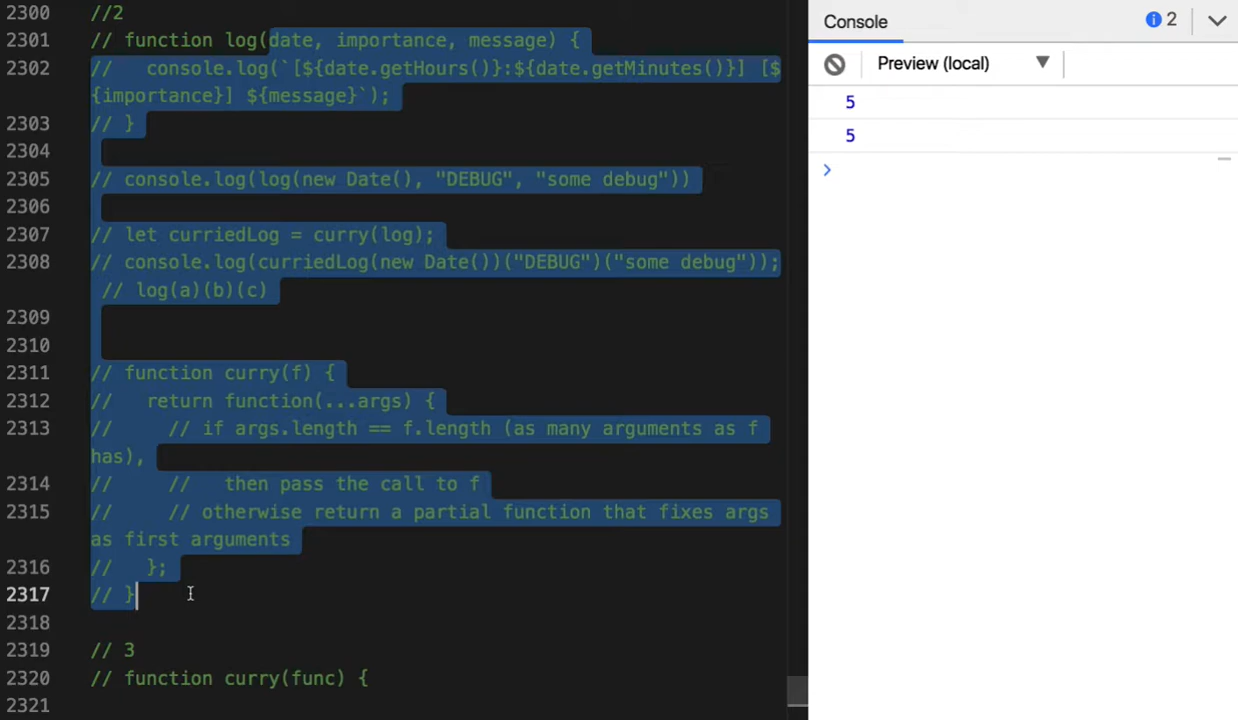 2300 //2
2301 // function log(date, importance, message) {
2302 //   console.log(`[${date.getHours()}:${date.getMinutes()}] [$
{importance}] ${message}`);
2303 // }
2304
2305 // console.log(log(new Date(), "DEBUG", "some debug"))
2306
2307 // let curriedLog = curry(log);
2308 // console.log(curriedLog(new Date())("DEBUG")("some debug"));
// log(a)(b)(c)
2309
2310
2311 // function curry(f) {
2312 //   return function(...args) {
2313 //     // if args.length == f.length (as many arguments as f
has),
2314 //     //   then pass the call to f
2315 //     // otherwise return a partial function that fixes args
as first arguments
2316 //   };
2317 // }
2318
2319 // 3
2320 // function curry(func) {
2321
Console
2
Preview (local)
5
5